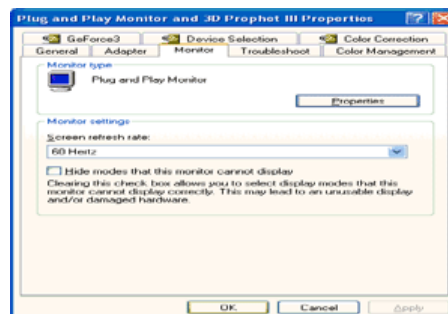 Plug and Play Monitor and 3D Prophet III Properties
GeForce3 Device Selection Color Correction
General Adapter Monitor Troubleshoot Color Management
Monitor type
Plug and Play Monitor
Properties
Monitor settings
Screen refresh rate:
60 Hertz
Hide modes that this monitor cannot display
Clearing this check box allows you to select display modes that this
monitor cannot display correctly. This may lead to an unusable display
and/or damaged hardware.
OK Cancel Apply